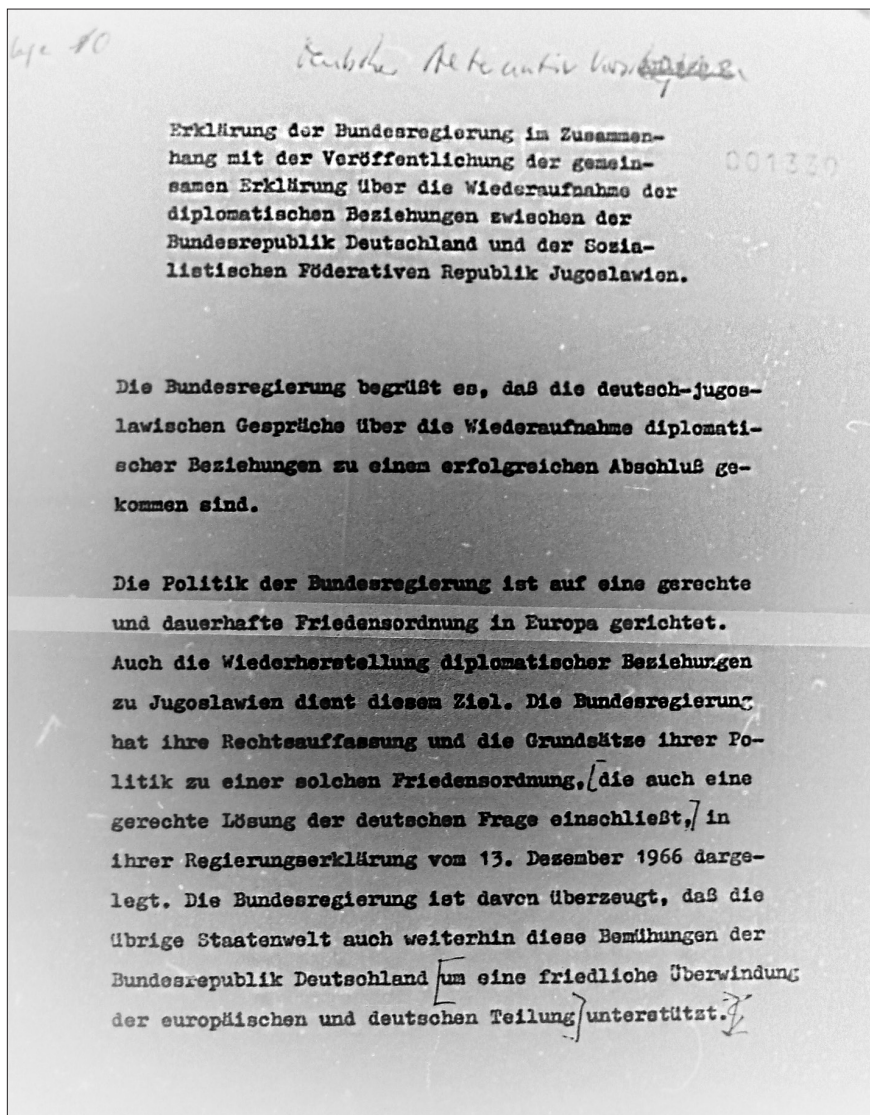 10
Deutscher
001330
Erklärung der Bundesregierung im Zusammen-
hang mit der Veröffentlichung der gemein-
samen Erklärung über die Wiederaufnahme der
diplomatischen Beziehungen zwischen der
Bundesrepublik Deutschland und der Sozia-
listischen Föderativen Republik Jugoslawien.
Die Bundesregierung begrüßt es, daß die deutsch-jugos-
lawischen Gespräche über die Wiederaufnahme diplomati-
scher Beziehungen zu einem erfolgreichen Abschluß ge-
kommen sind.
Die Politik der Bundesregierung ist auf eine gerechte
und dauerhafte Friedensordnung in Europa gerichtet.
Auch die Wiederherstellung diplomatischer Beziehungen
zu Jugoslawien dient diesem Ziel. Die Bundesregierung
hat ihre Rechtsauffassung und die Grundsätze ihrer Po-
litik zu einer solchen Friedensordnung, [die auch eine
gerechte Lösung der deutschen Frage einschließt,] in
ihrer Regierungserklärung vom 13. Dezember 1966 darge-
legt. Die Bundesregierung ist davon überzeugt, daß die
übrige Staatenwelt auch weiterhin diese Bemühungen der
Bundesrepublik Deutschland [um eine friedliche Überwindung
der europäischen und deutschen Teilung] unterstützt.